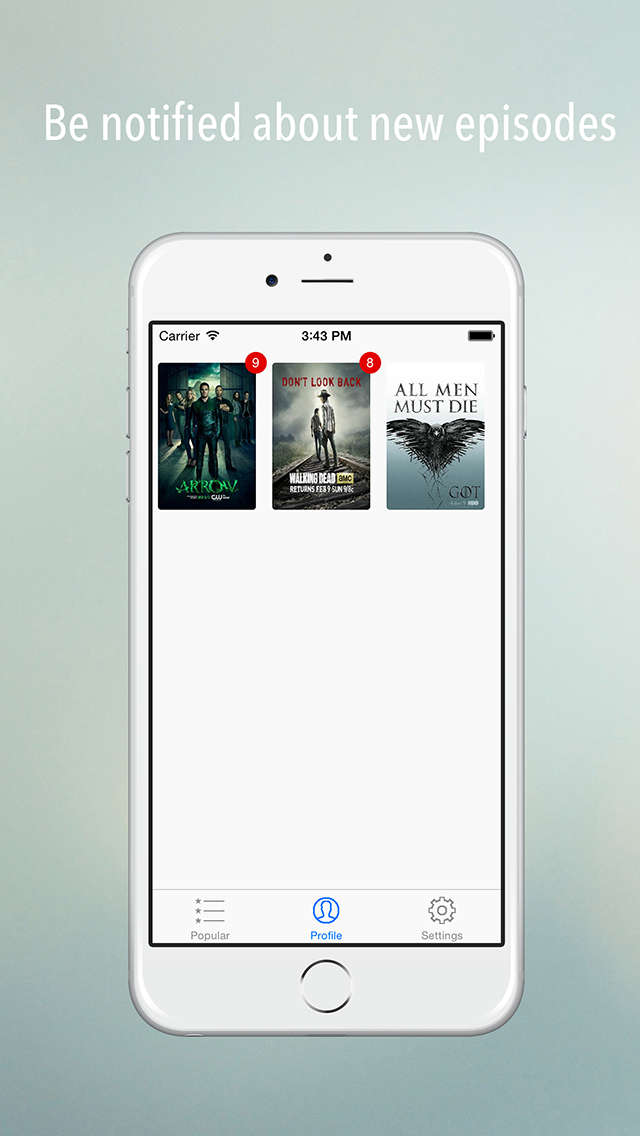 Be notified about new episodes
Carrier 3:43 PM
9
8
DON'T LOOK BACK
ALL MEN
MUST DIE
ARROW
CW
THE WALKING DEAD amc
RETURNS FEB 9 SUN 9/8c
GOT
HBO
Popular Profile Settings